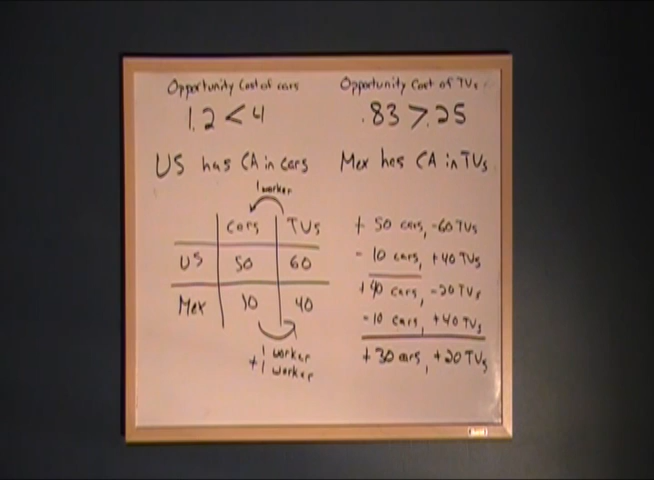 Opportunity Cost of cars
1.2 < 4
US has CA in cars
Opportunity Cost of TVs
.83 > .25
Mex has CA in TVs
1 worker
Cars TVs
US 50 60
Mex 10 40
1 worker
+ 1 worker
+ 50 cars, -60 TVs
- 10 cars, +40 TVs
+40 cars, -20 TVs
-10 cars, +40 TVs
+30 cars, +20 TVs